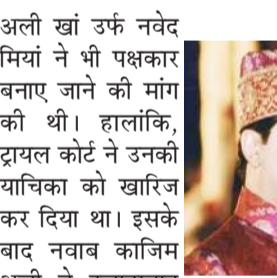 अली खां उर्फ नवेद
मियां ने भी पक्षकार
बनाए जाने की मांग
की थी। हालांकि,
ट्रायल कोर्ट ने उनकी
याचिका को खारिज
कर दिया था। इसके
बाद नवाब काजिम